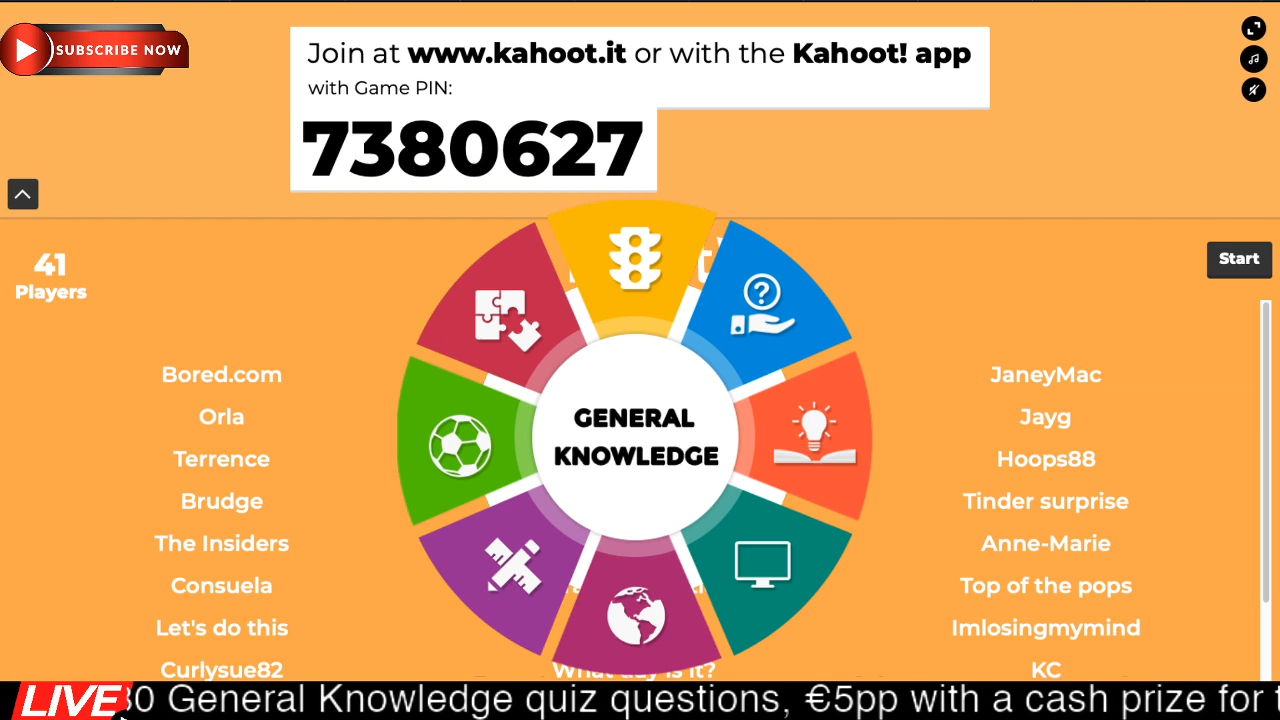 SUBSCRIBE NOW
Join at www.kahoot.it or with the Kahoot! app
with Game PIN:
7380627
41
Players
Start
Bored.com
Orla
Terrence
Brudge
The Insiders
Consuela
Let's do this
Curlysue82
GENERAL
KNOWLEDGE
What day is it?
JaneyMac
Jayg
Hoops88
Tinder surprise
Anne-Marie
Top of the pops
Imlosingmymind
KC
LIVE
30 General Knowledge quiz questions, €5pp with a cash prize for